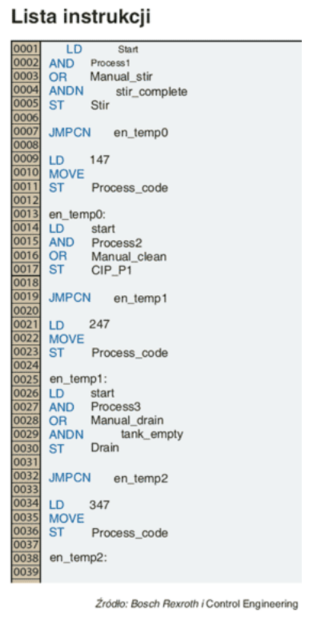 Lista instrukcji
0001 LD Start
0002 AND Process1
0003 OR Manual_stir
0004 ANDN stir_complete
0005 ST Stir
0006
0007 JMPCN en_temp0
0008
0009 LD 147
0010 MOVE
0011 ST Process_code
0012
0013 en_temp0:
0014 LD start
0015 AND Process2
0016 OR Manual_clean
0017 ST CIP_P1
0018
0019 JMPCN en_temp1
0020
0021 LD 247
0022 MOVE
0023 ST Process_code
0024
0025 en_temp1:
0026 LD start
0027 AND Process3
0028 OR Manual_drain
0029 ANDN tank_empty
0030 ST Drain
0031
0032 JMPCN en_temp2
0033
0034 LD 347
0035 MOVE
0036 ST Process_code
0037
0038 en_temp2:
0039
Źródło: Bosch Rexroth i Control Engineering